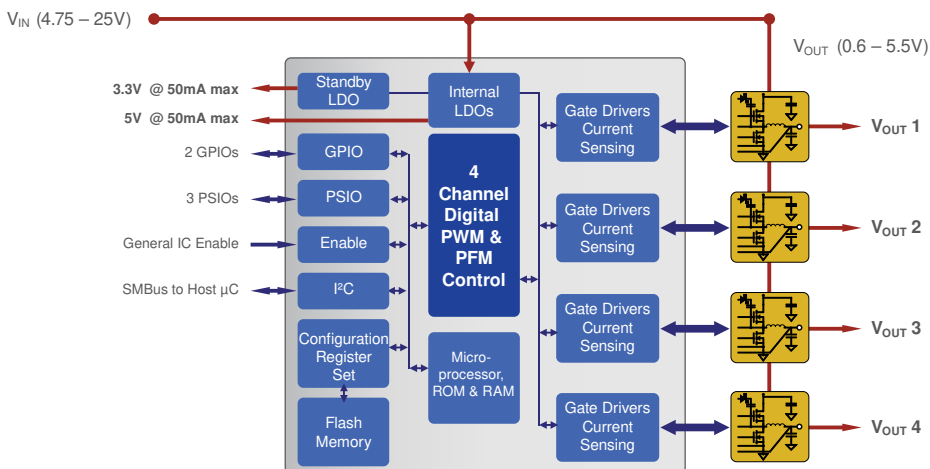 V_IN (4.75 – 25V)
V_OUT (0.6 – 5.5V)
Standby
LDO
Internal
LDOs
3.3V @ 50mA max
5V @ 50mA max
Gate Drivers
Current
Sensing
V_OUT 1
2 GPIOs
GPIO
4
Channel
Digital
PWM &
PFM
Control
3 PSIOs
PSIO
Gate Drivers
Current
Sensing
V_OUT 2
General IC Enable
Enable
SMBus to Host µC
I²C
Gate Drivers
Current
Sensing
V_OUT 3
Configuration
Register
Set
Micro-
processor,
ROM & RAM
Flash
Memory
Gate Drivers
Current
Sensing
V_OUT 4